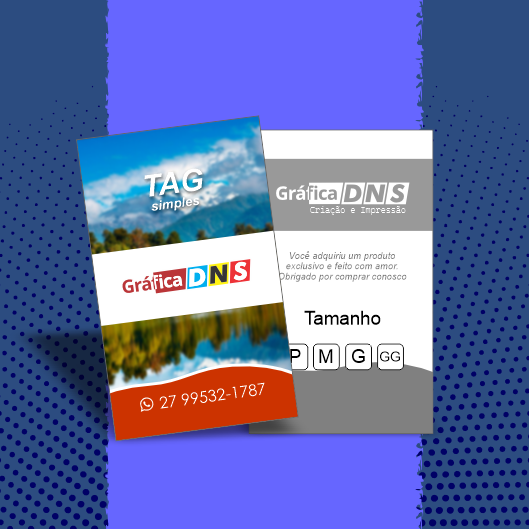 TAG
simples
Gráfica DNS
27 99532-1787
Gráfica DNS
Criação e Impressão
Você adquiriu um produto
exclusivo e feito com amor.
Obrigado por comprar conosco
Tamanho
P M G GG